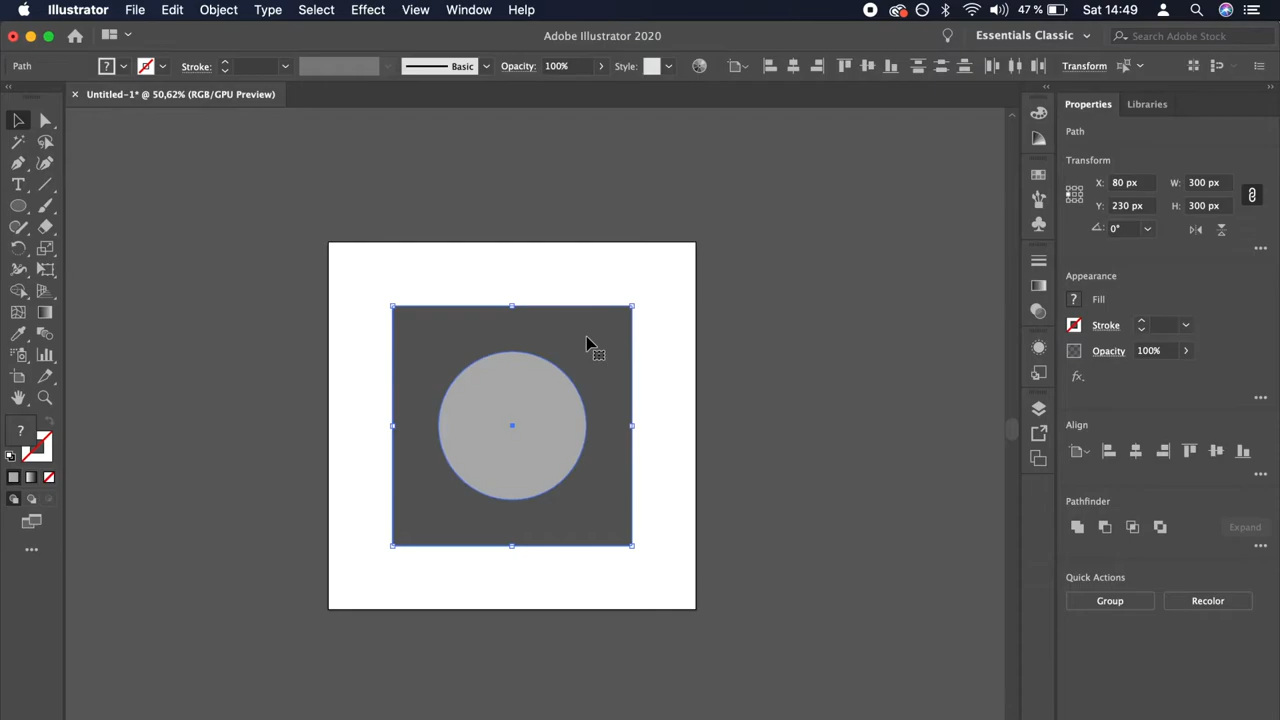 Illustrator File Edit Object Type Select Effect View Window Help 47 % Sat 14:49
Adobe Illustrator 2020 Essentials Classic Search Adobe Stock
Path ? Stroke: Basic Opacity: 100% Style: Transform
Untitled-1* @ 50,62% (RGB/GPU Preview)
Properties Libraries
Path
Transform
X: 80 px W: 300 px
Y: 230 px H: 300 px
0°
Appearance
? Fill
Stroke
Opacity 100%
fx.
Align
?
Pathfinder
Expand
Quick Actions
Group Recolor